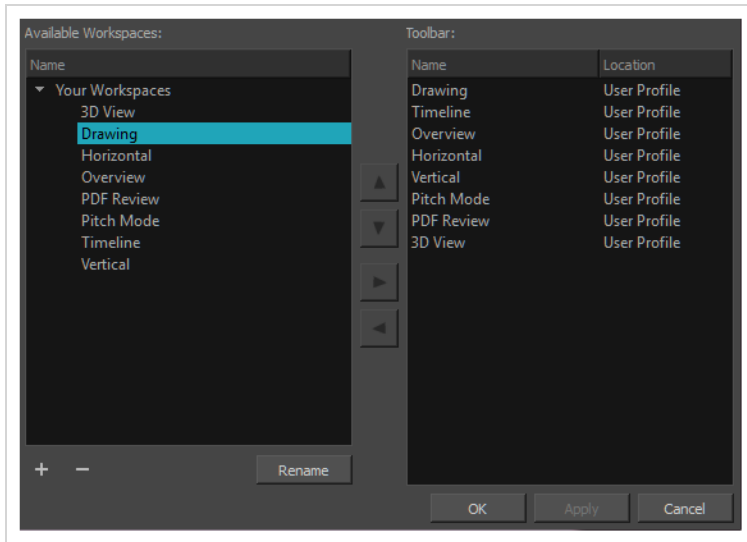 Available Workspaces:
Name
Your Workspaces
3D View
Drawing
Horizontal
Overview
PDF Review
Pitch Mode
Timeline
Vertical
Rename
Toolbar:
Name Location
Drawing User Profile
Timeline User Profile
Overview User Profile
Horizontal User Profile
Vertical User Profile
Pitch Mode User Profile
PDF Review User Profile
3D View User Profile
OK Apply Cancel